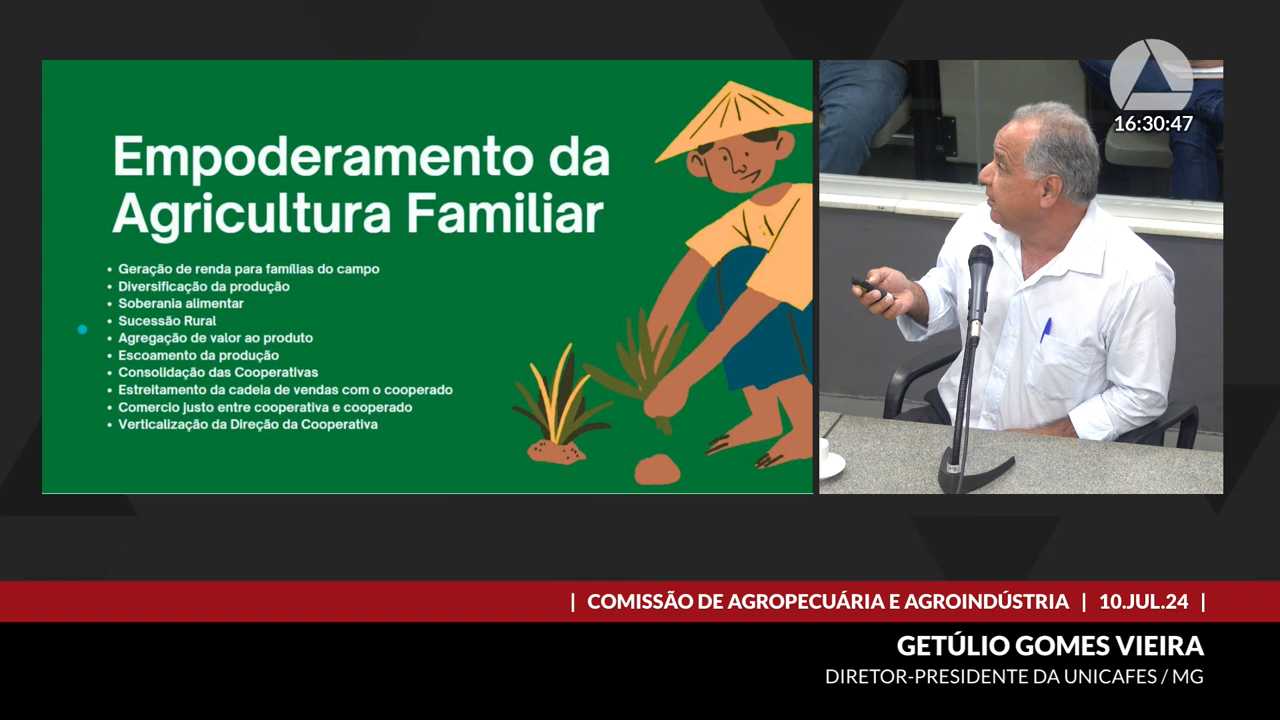 16:30:47
Empoderamento da
Agricultura Familiar
• Geração de renda para famílias do campo
• Diversificação da produção
• Soberania alimentar
• Sucessão Rural
• Agregação de valor ao produto
• Escoamento da produção
• Consolidação das Cooperativas
• Estreitamento da cadeia de vendas com o cooperado
• Comercio justo entre cooperativa e cooperado
• Verticalização da Direção da Cooperativa
| COMISSÃO DE AGROPECUÁRIA E AGROINDÚSTRIA | 10.JUL.24 |
GETÚLIO GOMES VIEIRA
DIRETOR-PRESIDENTE DA UNICAFES / MG